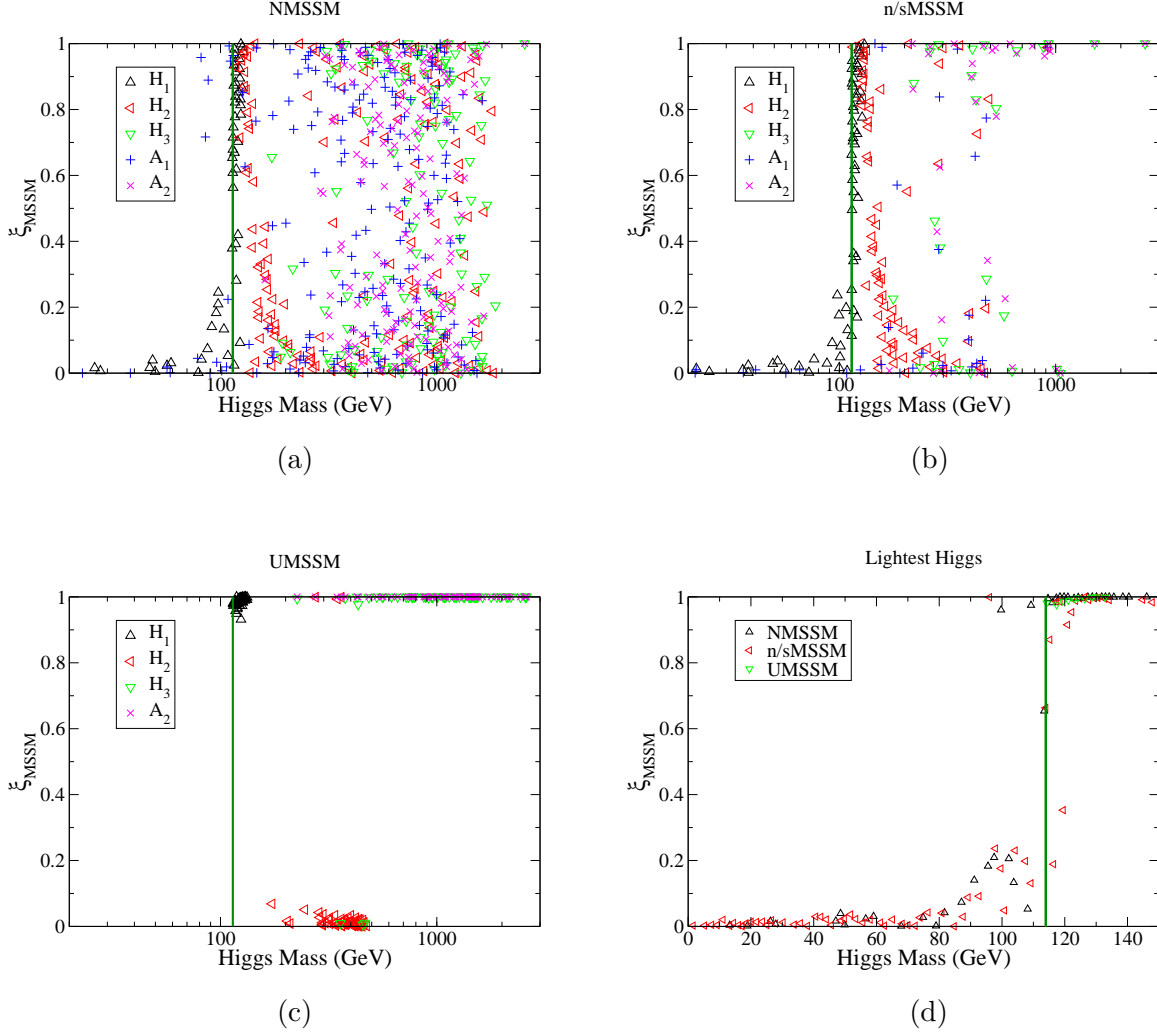 NMSSM
1
0.8
0.6
0.4
0.2
0
ξMSSM
H1
H2
H3
A1
A2
100 1000
Higgs Mass (GeV)
(a)
n/sMSSM
1
0.8
0.6
0.4
0.2
0
ξMSSM
H1
H2
H3
A1
A2
100 1000
Higgs Mass (GeV)
(b)
UMSSM
1
0.8
0.6
0.4
0.2
0
ξMSSM
H1
H2
H3
A2
100 1000
Higgs Mass (GeV)
(c)
Lightest Higgs
1
0.8
0.6
0.4
0.2
0
ξMSSM
NMSSM
n/sMSSM
UMSSM
0 20 40 60 80 100 120 140
Higgs Mass (GeV)
(d)